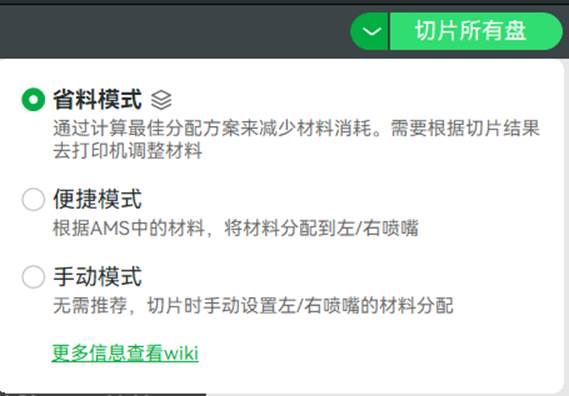 切片所有盘
省料模式
通过计算最佳分配方案来减少材料消耗。需要根据切片结果
去打印机调整材料
便捷模式
根据AMS中的材料，将材料分配到左/右喷嘴
手动模式
无需推荐，切片时手动设置左/右喷嘴的材料分配
更多信息查看wiki